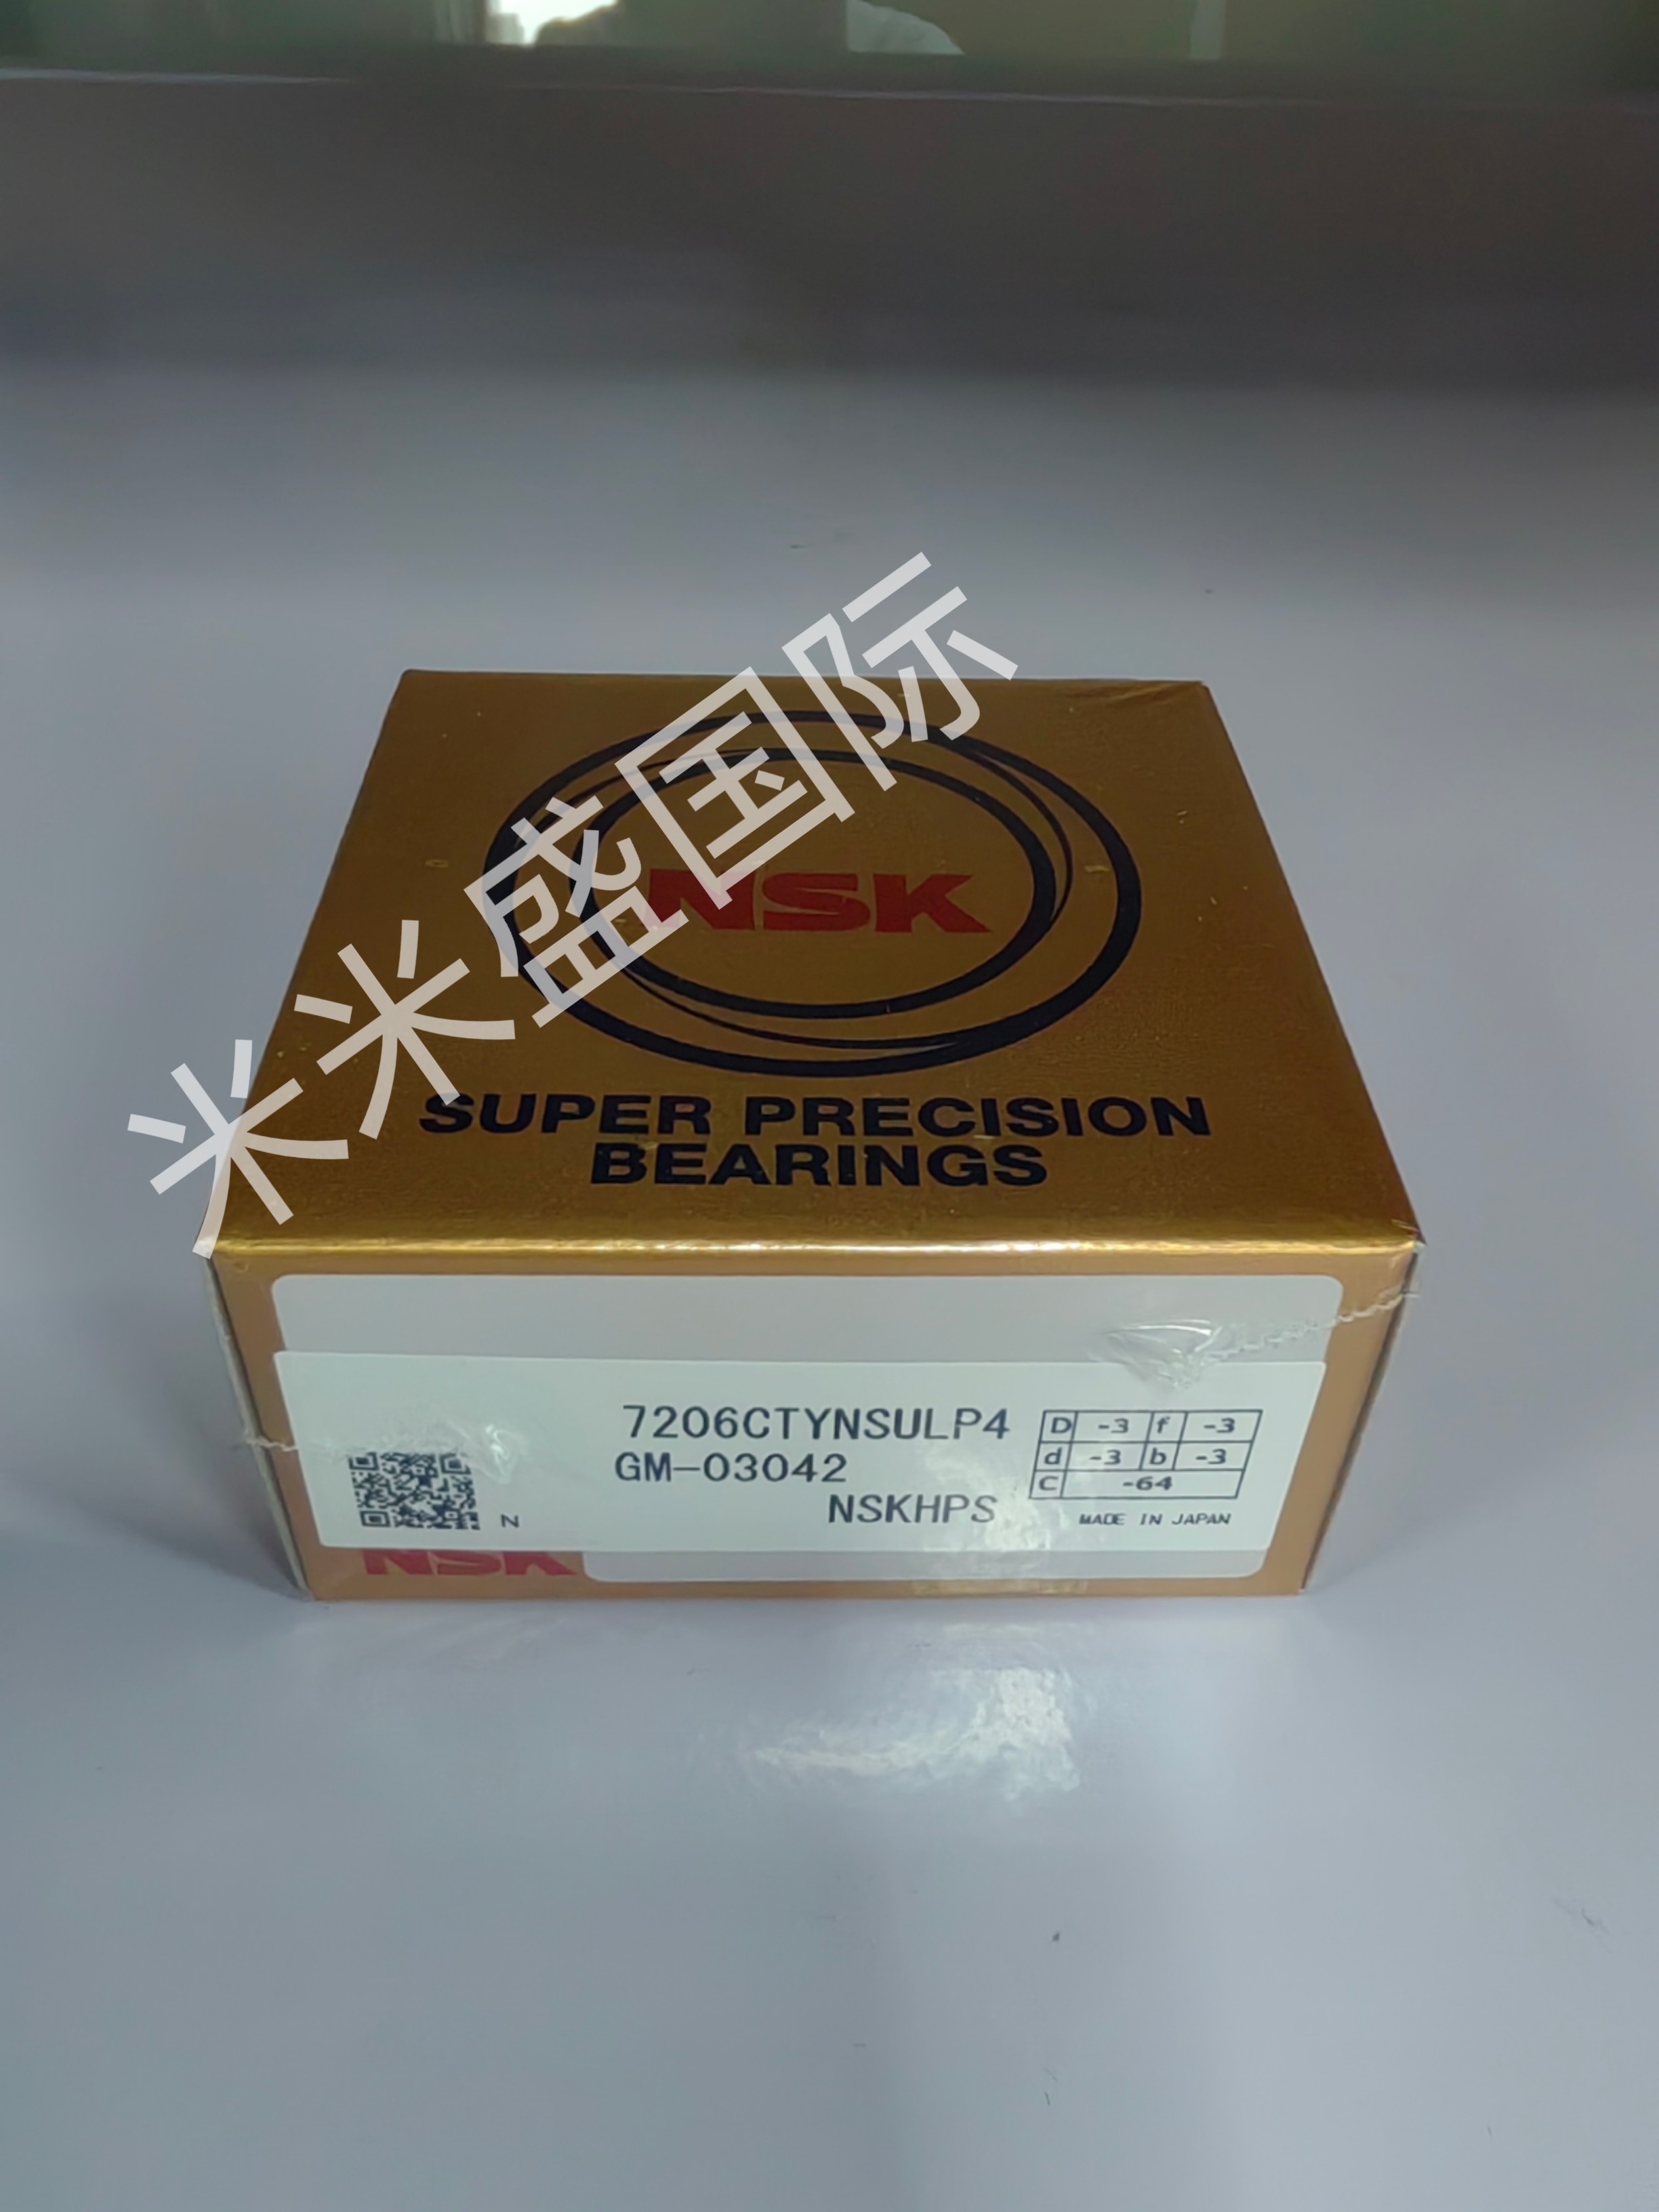 米米盛国际
NSK
SUPER PRECISION
BEARINGS
7206CTYNSULP4
GM-03042
NSKHPS
N
D -3 f -3
d -3 b -3
C -64
MADE IN JAPAN
NSK